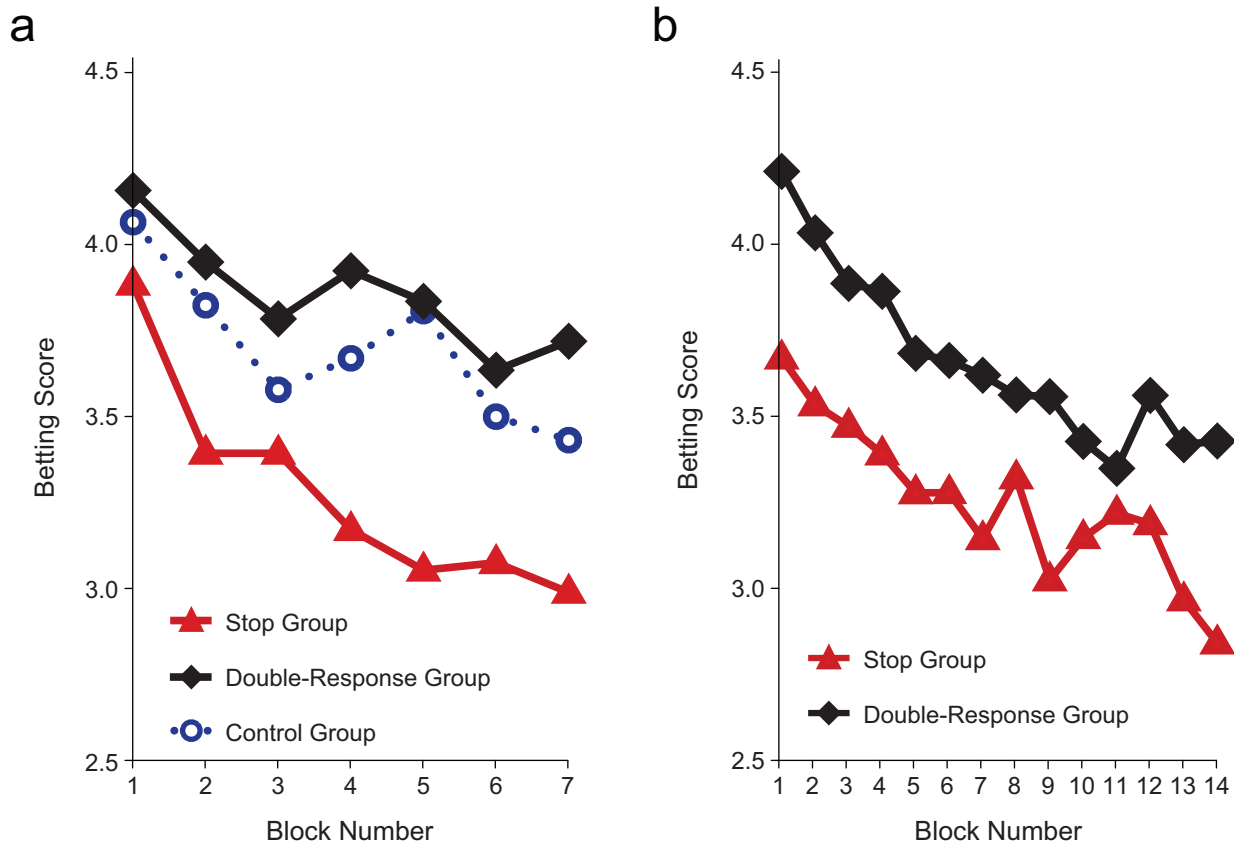 a
4.5
4.0
3.5
3.0
2.5
Betting Score
Stop Group
Double-Response Group
Control Group
1 2 3 4 5 6 7
Block Number
b
4.5
4.0
3.5
3.0
2.5
Betting Score
Stop Group
Double-Response Group
1 2 3 4 5 6 7 8 9 10 11 12 13 14
Block Number